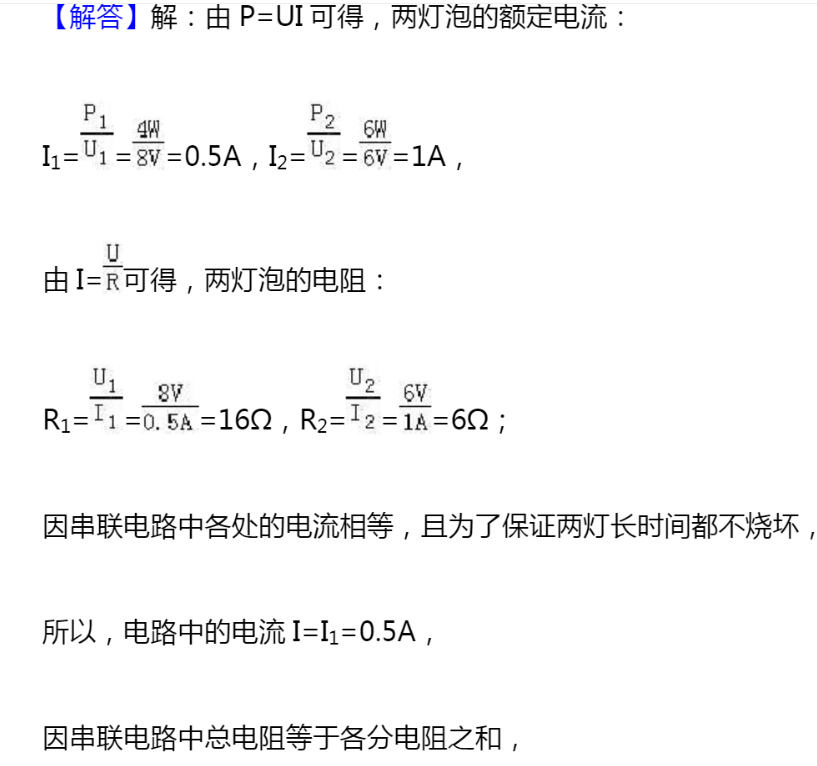 【解答】解：由 P=UI 可得，两灯泡的额定电流：
I₁=P₁/U₁=4W/8V=0.5A，I₂=P₂/U₂=6W/6V=1A，
由 I=U/R可得，两灯泡的电阻：
R₁=U₁/I₁=8V/0.5A=16Ω，R₂=U₂/I₂=6V/1A=6Ω；
因串联电路中各处的电流相等，且为了保证两灯长时间都不烧坏，
所以，电路中的电流 I=I₁=0.5A，
因串联电路中总电阻等于各分电阻之和，